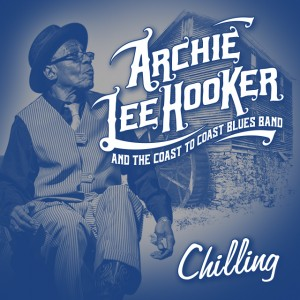 ARCHIE
LEE HOOKER
AND THE COAST TO COAST BLUES BAND
Chilling